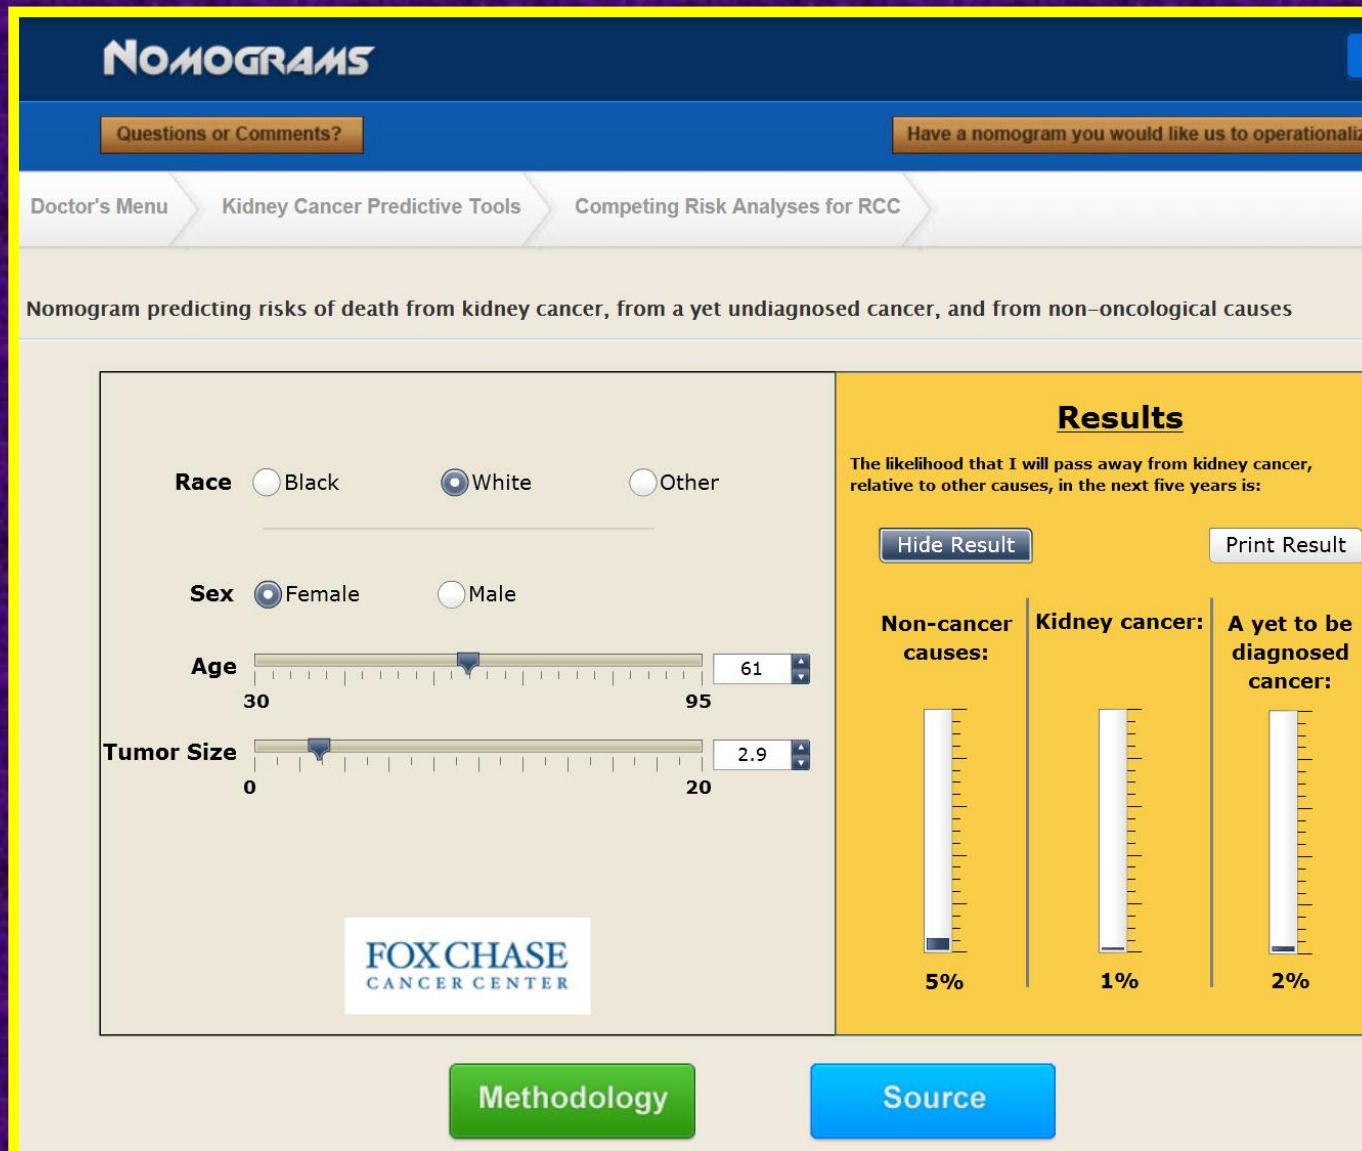 NOMOGRAMS
Questions or Comments?
Have a nomogram you would like us to
Doctor's Menu
Kidney Cancer Predictive Tools
Competing Risk Analyses for RCC
Nomogram predicting risks of death from kidney cancer, from a yet undiagnosed cancer, and from non-oncological causes
Race
Black
White
Other
Sex
Female
Male
Age
61
30
95
Tumor Size
2.9
0
20
FOX CHASE
CANCER CENTER
Results
The likelihood that I will pass away from kidney cancer,
relative to other causes, in the next five years is:
Hide Result
Print Result
Non-cancer
causes:
5%
Kidney cancer:
1%
A yet to be
diagnosed
cancer:
2%
Methodology
Source